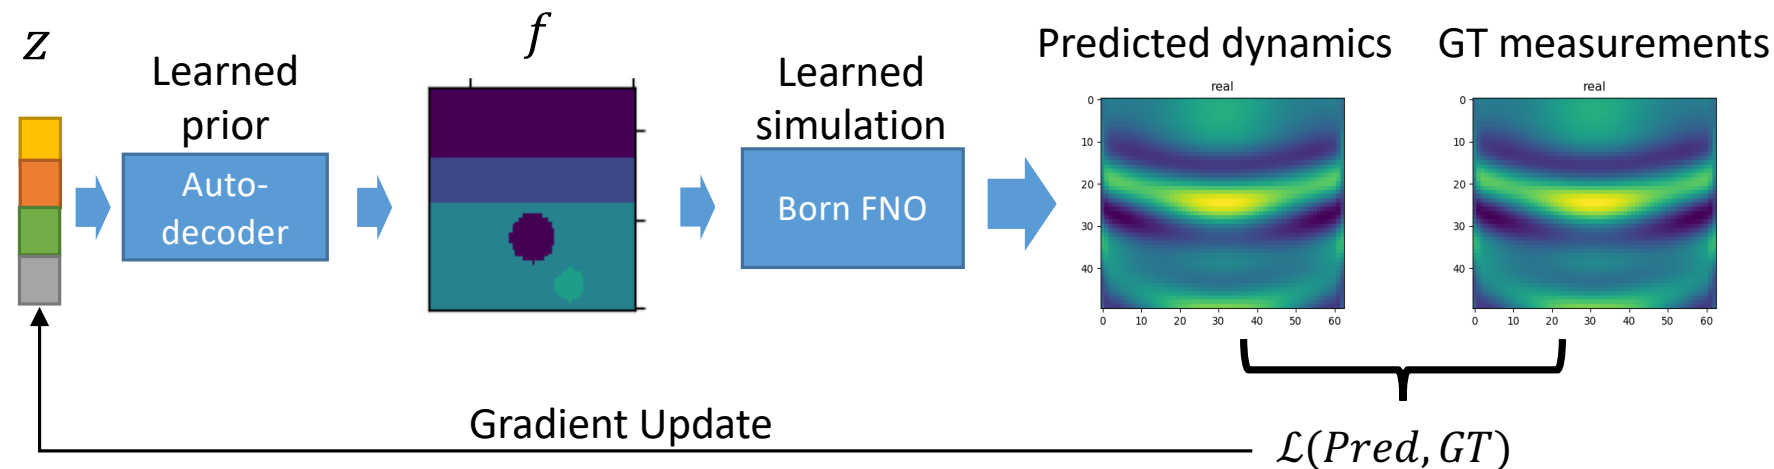 z
Learned
prior
Auto-
decoder
f
Learned
simulation
Born FNO
Predicted dynamics
real
0
10
20
30
40
0 10 20 30 40 50 60
GT measurements
real
0
10
20
30
40
0 10 20 30 40 50 60
Gradient Update
ℒ(Pred, GT)